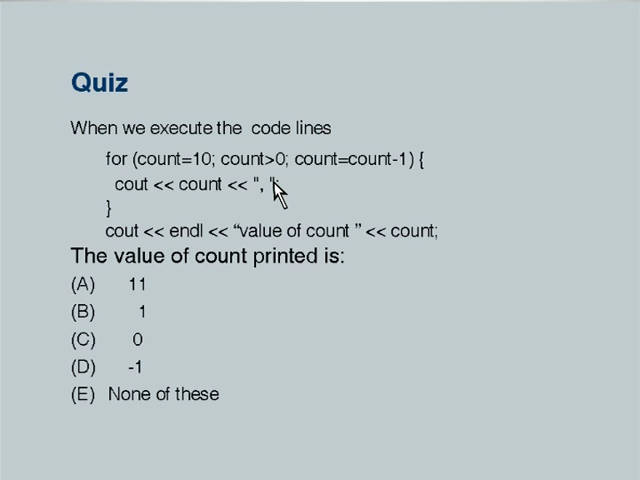 Quiz
When we execute the code lines
for (count=10; count>0; count=count-1) {
cout << count << ", ";
}
cout << endl << “value of count ” << count;
The value of count printed is:
(A) 11
(B) 1
(C) 0
(D) -1
(E) None of these